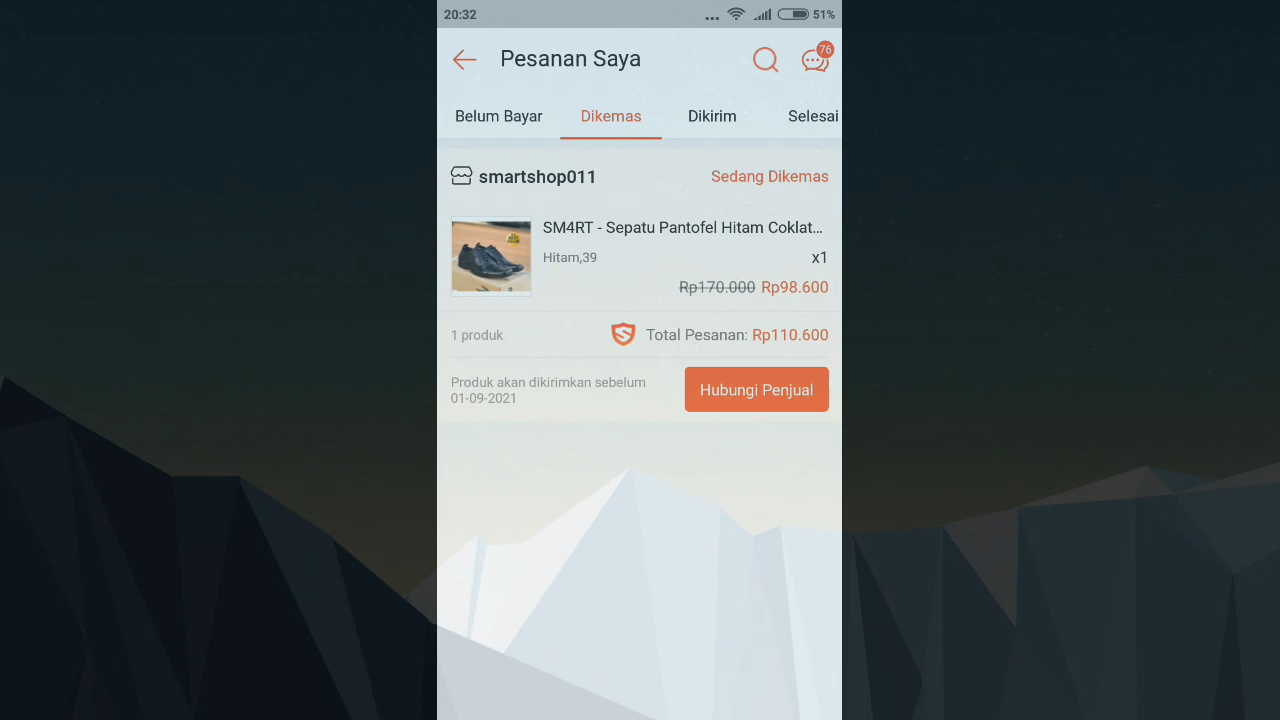 20:32
51%
Pesanan Saya
76
Belum Bayar Dikemas Dikirim Selesai
smartshop011 Sedang Dikemas
SM4RT - Sepatu Pantofel Hitam Coklat...
Hitam,39 x1
Rp170.000 Rp98.600
1 produk Total Pesanan: Rp110.600
Produk akan dikirimkan sebelum
01-09-2021
Hubungi Penjual